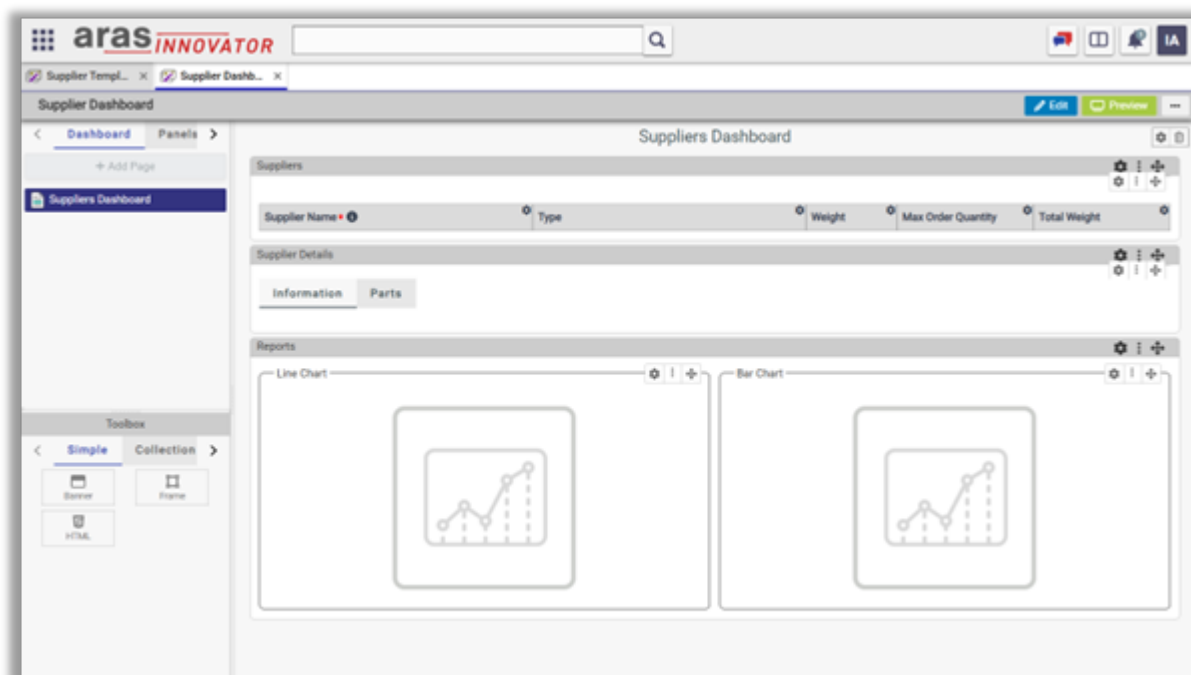 aras INNOVATOR
IA
Supplier Templ... × Supplier Dashb... ×
Supplier Dashboard
Edit Preview
Dashboard Panels
Suppliers Dashboard
+ Add Page
Suppliers
Suppliers Dashboard
Supplier Name Type Weight Max Order Quantity Total Weight
Supplier Details
Information Parts
Reports
Line Chart Bar Chart
Toolbox
Simple Collection
Banner Frame
HTML